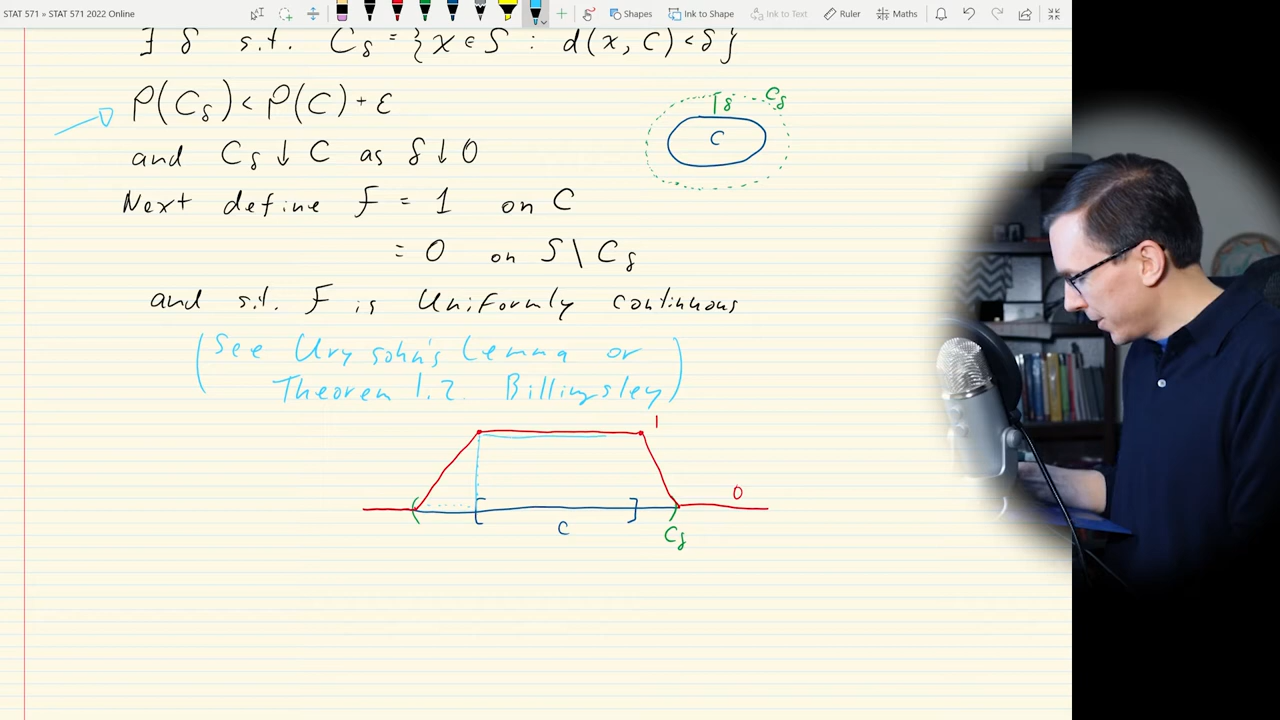 STAT 571 » STAT 571 2022 Online
Shapes
Ink to Shape
Ink to Text
Ruler
Maths
∃ δ s.t. C_δ = {x ∈ S : d(x, C) < δ}
P(C_δ) < P(C) + ε
δ
C_δ
C
and C_δ ↓ C as δ ↓ 0
Next define f = 1 on C
= 0 on S \ C_δ
and s.t. f is Uniformly continuous
(See Urysohn's Lemma or
Theorem 1.2. Billingsley)
1
0
C
C_δ